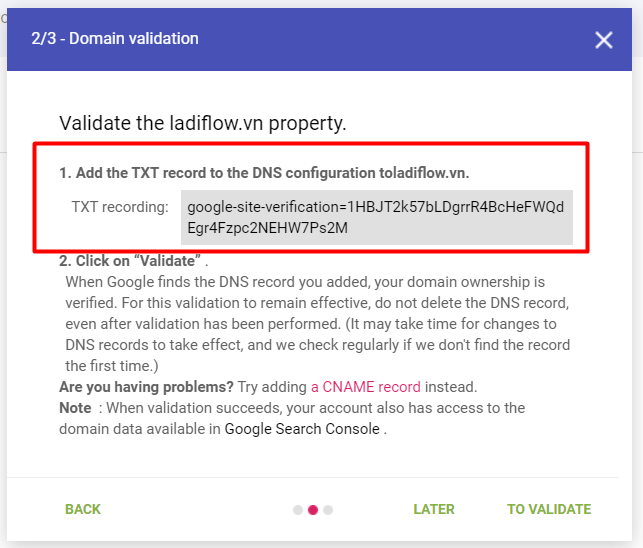 2/3 - Domain validation
Validate the ladiflow.vn property.
1. Add the TXT record to the DNS configuration toladiflow.vn.
TXT recording: google-site-verification=1HBJT2k57bLDgrrR4BcHeFWQd
Egr4Fzpc2NEHW7Ps2M
2. Click on “Validate” .
When Google finds the DNS record you added, your domain ownership is
verified. For this validation to remain effective, do not delete the DNS record,
even after validation has been performed. (It may take time for changes to
DNS records to take effect, and we check regularly if we don't find the record
the first time.)
Are you having problems? Try adding a CNAME record instead.
Note : When validation succeeds, your account also has access to the
domain data available in Google Search Console .
BACK LATER TO VALIDATE